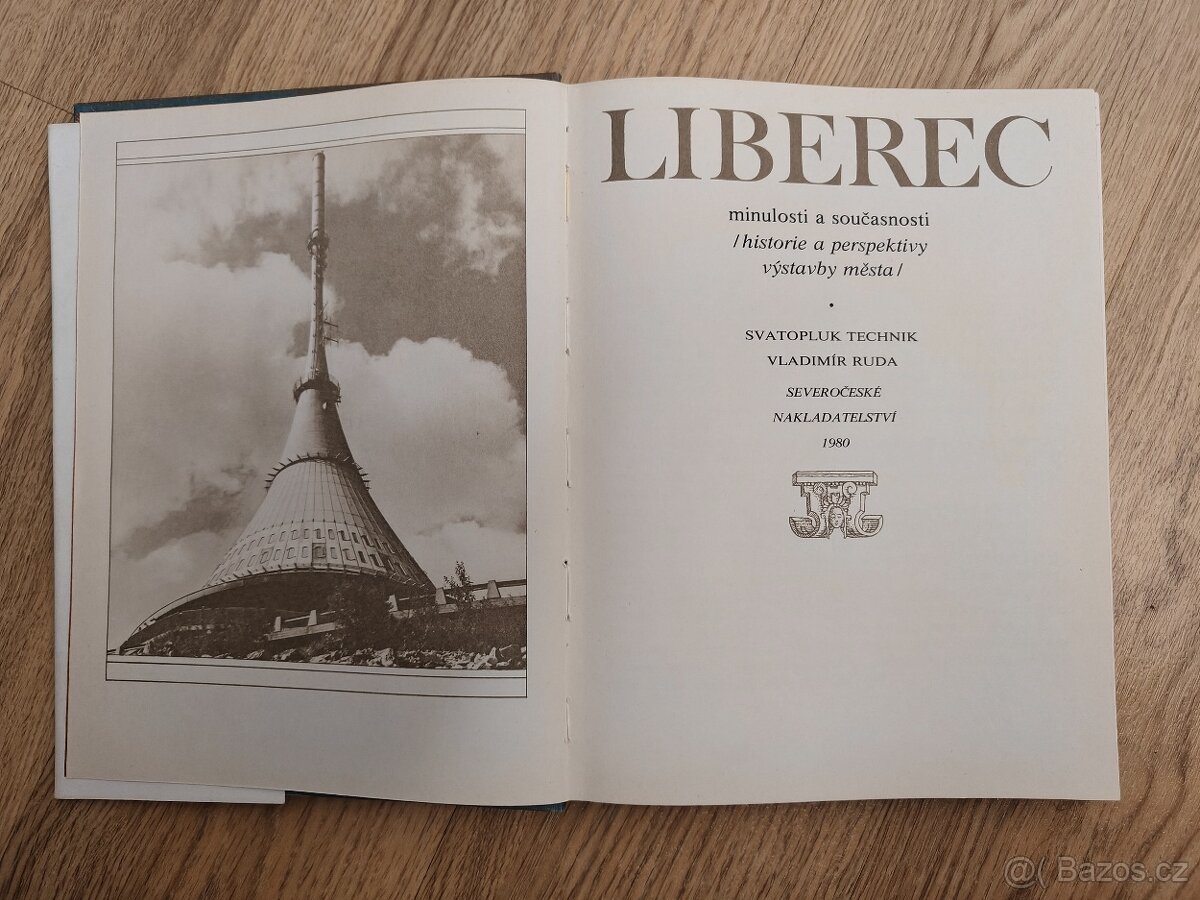 LIBEREC
minulosti a současnosti
/historie a perspektivy
výstavby města/
•
SVATOPLUK TECHNIK
VLADIMÍR RUDA
SEVEROČESKÉ
NAKLADATELSTVÍ
1980
@( Bazos.cz